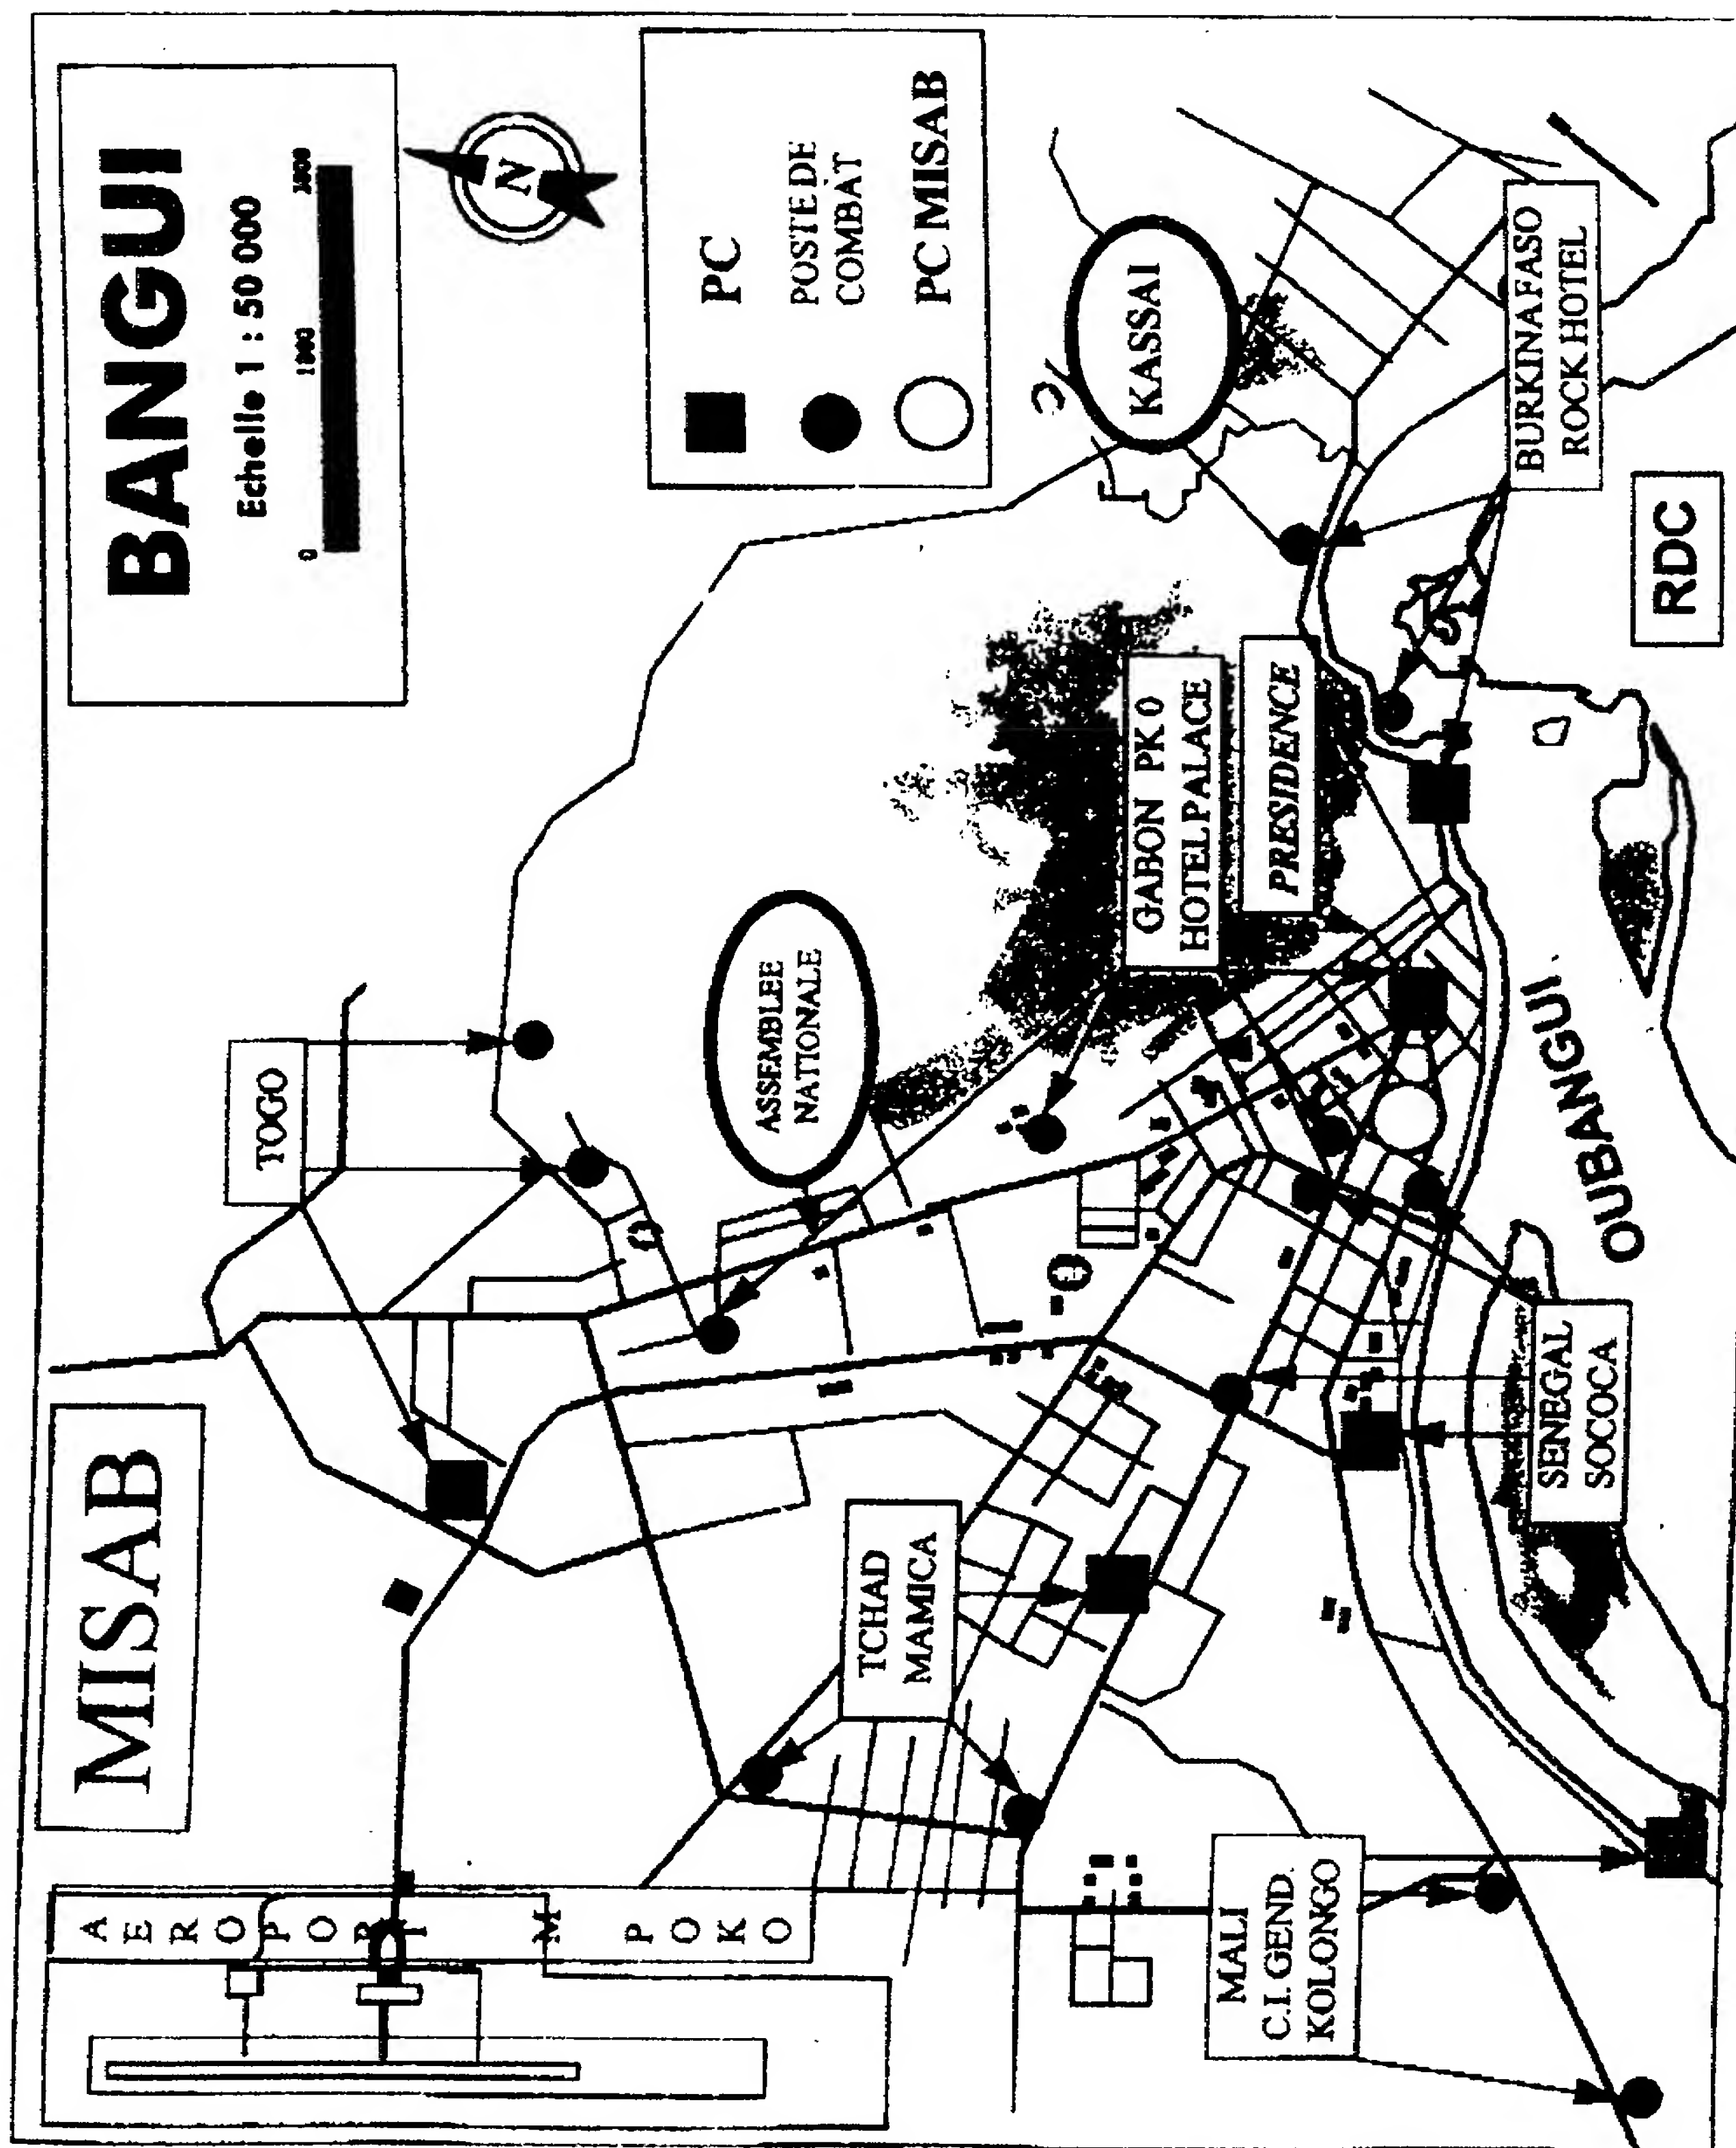 MISAB
BANGUI
Echelle 1 : 50 000
0 1000 1800
N
PC
POSTE DE
COMBAT
PC MISAB
AEROPORT M POKO
TOGO
ASSEMBLEE
NATIONALE
KASSAI
TCHAD
MAMICA
GABON PK 0
HOTEL PALACE
PRESIDENCE
MALI
C.I. GEND.
KOLONGO
SENEGAL
SOCOCA
OUBANGUI
BURKINA FASO
ROCK HOTEL
RDC